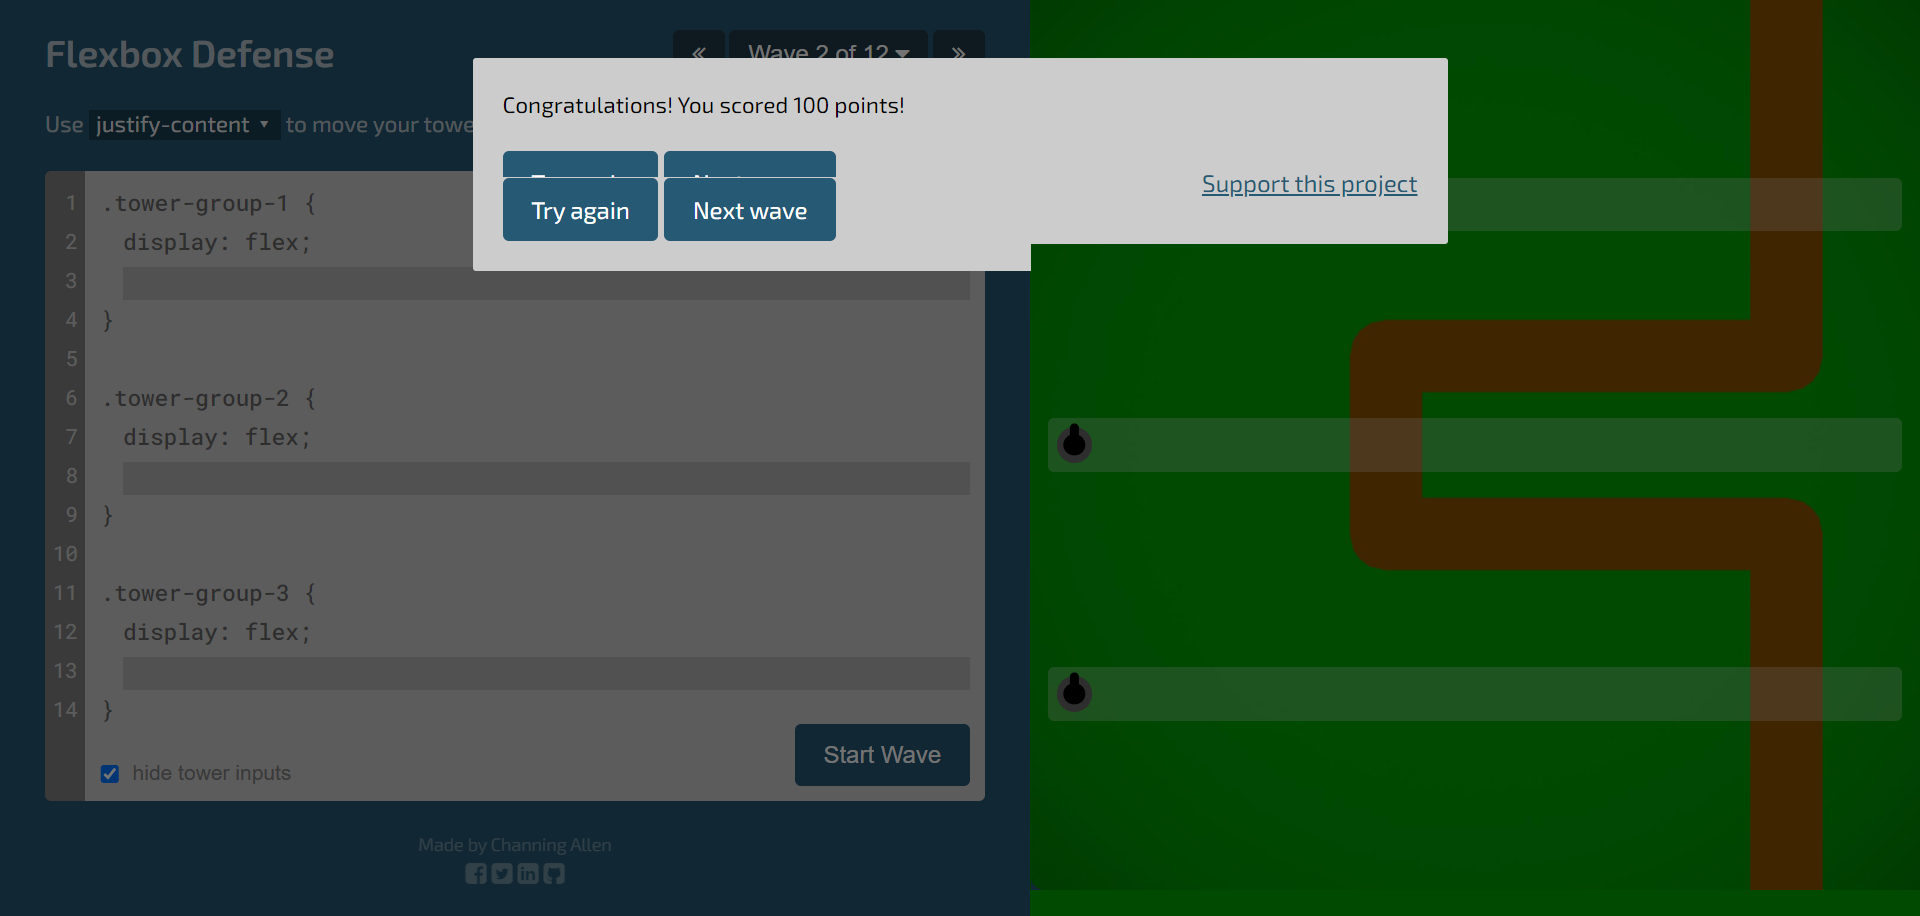 Flexbox Defense
« Wave 2 of 12 »
Congratulations! You scored 100 points!
Use justify-content to move your towe
Try again Next wave
Support this project
1 .tower-group-1 {
2 display: flex;
3
4 }
5
6 .tower-group-2 {
7 display: flex;
8
9 }
10
11 .tower-group-3 {
12 display: flex;
13
14 }
hide tower inputs
Start Wave
Made by Channing Allen